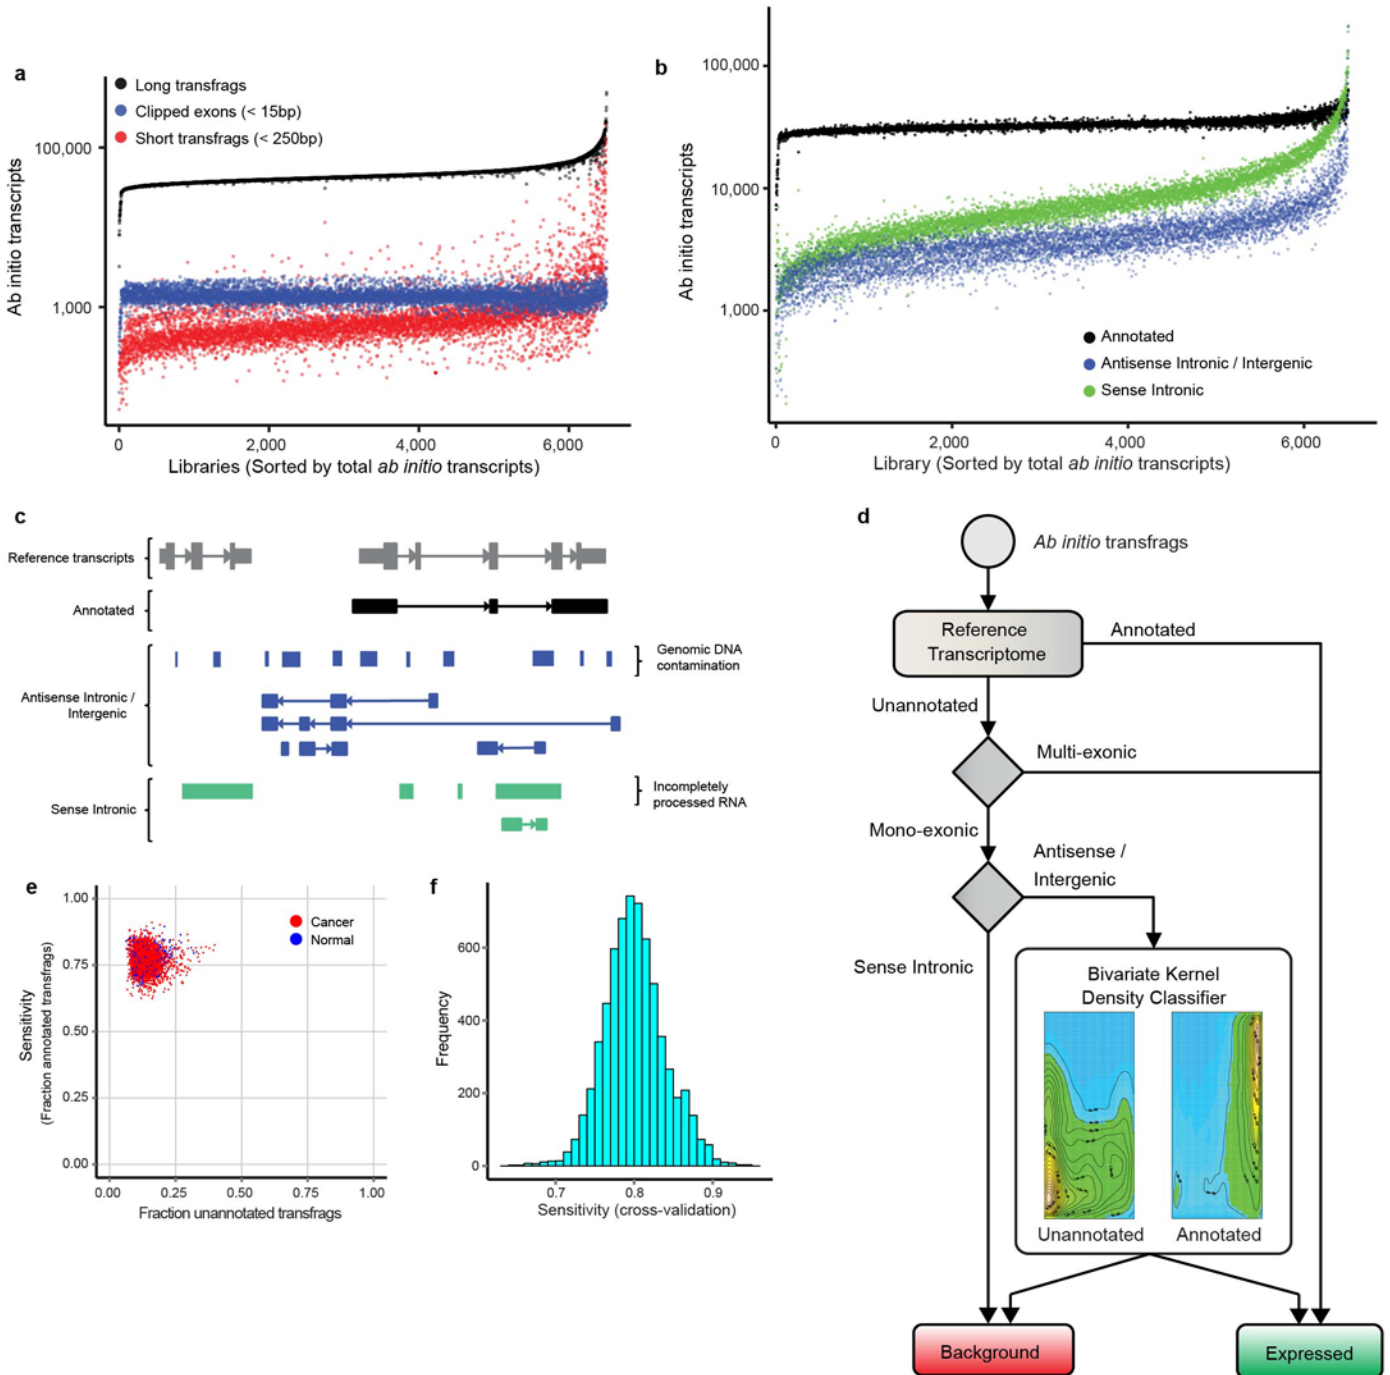 a
Long transfrags
Clipped exons (< 15bp)
Short transfrags (< 250bp)
Ab initio transcripts
100,000
1,000
0
2,000
4,000
6,000
Libraries (Sorted by total ab initio transcripts)
b
Ab initio transcripts
100,000
10,000
1,000
Annotated
Antisense Intronic / Intergenic
Sense Intronic
0
2,000
4,000
6,000
Library (Sorted by total ab initio transcripts)
c
Reference transcripts
Annotated
Antisense Intronic /
Intergenic
Genomic DNA
contamination
Sense Intronic
Incompletely
processed RNA
d
Ab initio transfrags
Reference
Transcriptome
Annotated
Unannotated
Multi-exonic
Mono-exonic
Antisense /
Intergenic
Sense Intronic
Bivariate Kernel
Density Classifier
Unannotated
Annotated
Background
Expressed
e
Sensitivity
(Fraction annotated transfrags)
1.00
0.75
0.50
0.25
0.00
Cancer
Normal
0.00
0.25
0.50
0.75
1.00
Fraction unannotated transfrags
f
Frequency
600
400
200
0
0.7
0.8
0.9
Sensitivity (cross-validation)